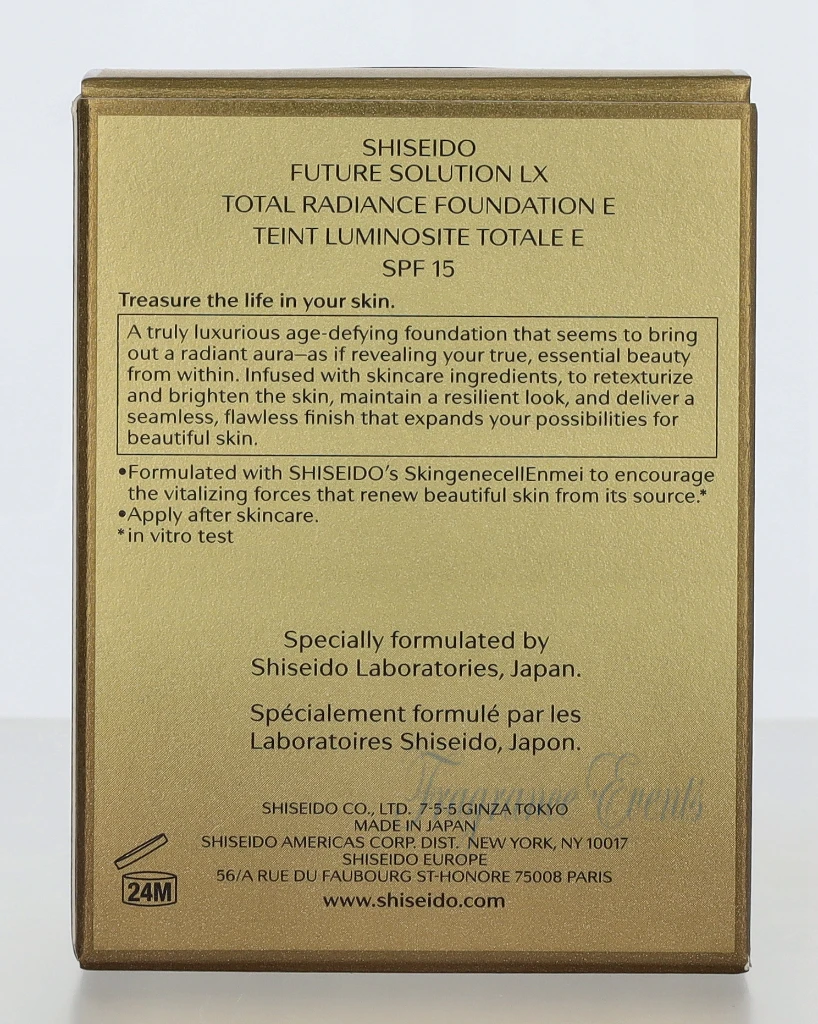 SHISEIDO
FUTURE SOLUTION LX
TOTAL RADIANCE FOUNDATION E
TEINT LUMINOSITE TOTALE E
SPF 15
Treasure the life in your skin.
A truly luxurious age-defying foundation that seems to bring
out a radiant aura—as if revealing your true, essential beauty
from within. Infused with skincare ingredients, to retexturize
and brighten the skin, maintain a resilient look, and deliver a
seamless, flawless finish that expands your possibilities for
beautiful skin.
•Formulated with SHISEIDO's SkingenecellEnmei to encourage
the vitalizing forces that renew beautiful skin from its source.*
•Apply after skincare.
*in vitro test
Specially formulated by
Shiseido Laboratories, Japan.
Spécialement formulé par les
Laboratoires Shiseido, Japon.
Fragrance Events
SHISEIDO CO., LTD. 7-5-5 GINZA TOKYO
MADE IN JAPAN
SHISEIDO AMERICAS CORP. DIST. NEW YORK, NY 10017
SHISEIDO EUROPE
56/A RUE DU FAUBOURG ST-HONORE 75008 PARIS
www.shiseido.com
24M